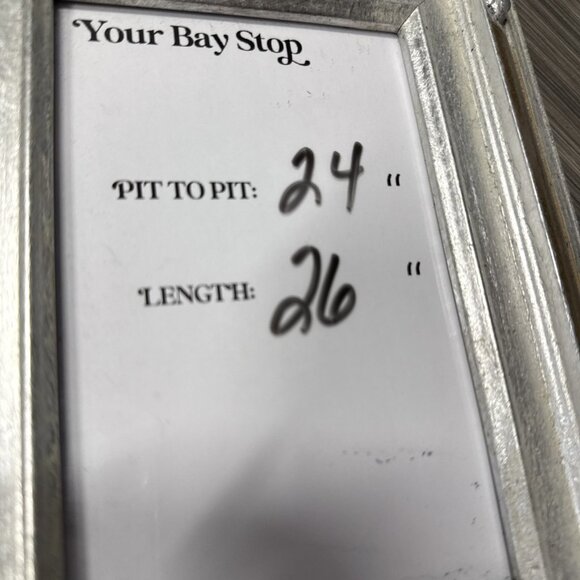 Your Bay Stop
PIT TO PIT: 24 "
LENGTH: 26 "